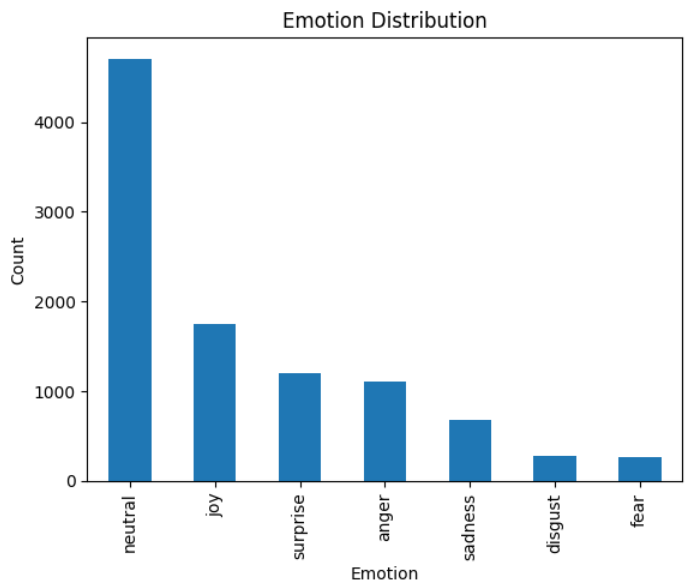 Emotion Distribution
Count
4000
3000
2000
1000
0
neutral
joy
surprise
anger
sadness
disgust
fear
Emotion